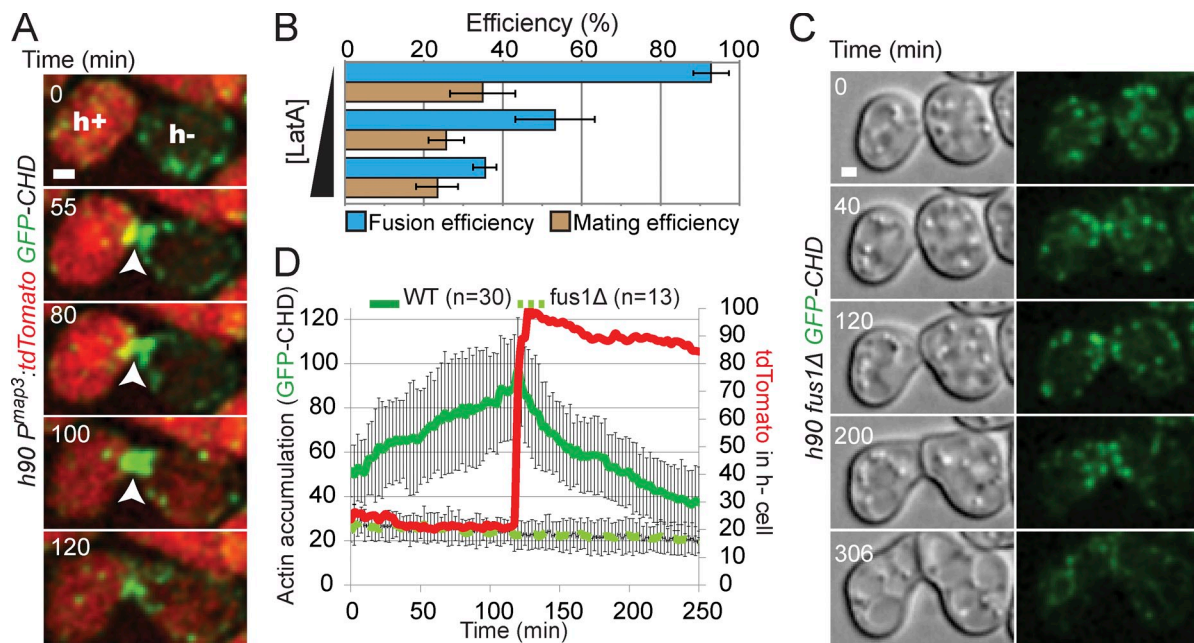 A
Time (min)
h90 Pmap3:tdTomato GFP-CHD
0
h+
h-
55
80
100
120
B
Efficiency (%)
0 20 40 60 80 100
[LatA]
Fusion efficiency
Mating efficiency
C
Time (min)
h90 fus1Δ GFP-CHD
0
40
120
200
306
D
WT (n=30)
fus1Δ (n=13)
Actin accumulation (GFP-CHD)
120
100
80
60
40
20
0
tdTomato in h- cell
100
90
80
70
60
50
40
30
20
10
0
0 50 100 150 200 250
Time (min)